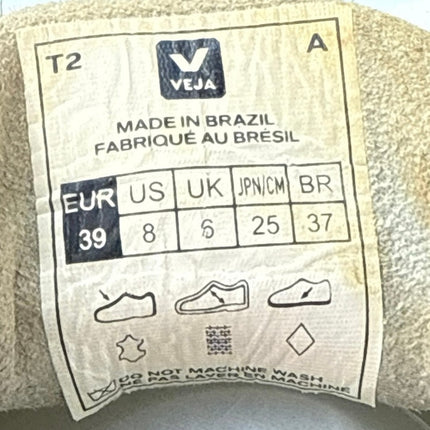 T2 VEJA A
MADE IN BRAZIL
FABRIQUÉ AU BRÉSIL
EUR US UK JPN/CM BR
39 8 6 25 37
DO NOT MACHINE WASH
NE PAS LAVER EN MACHINE